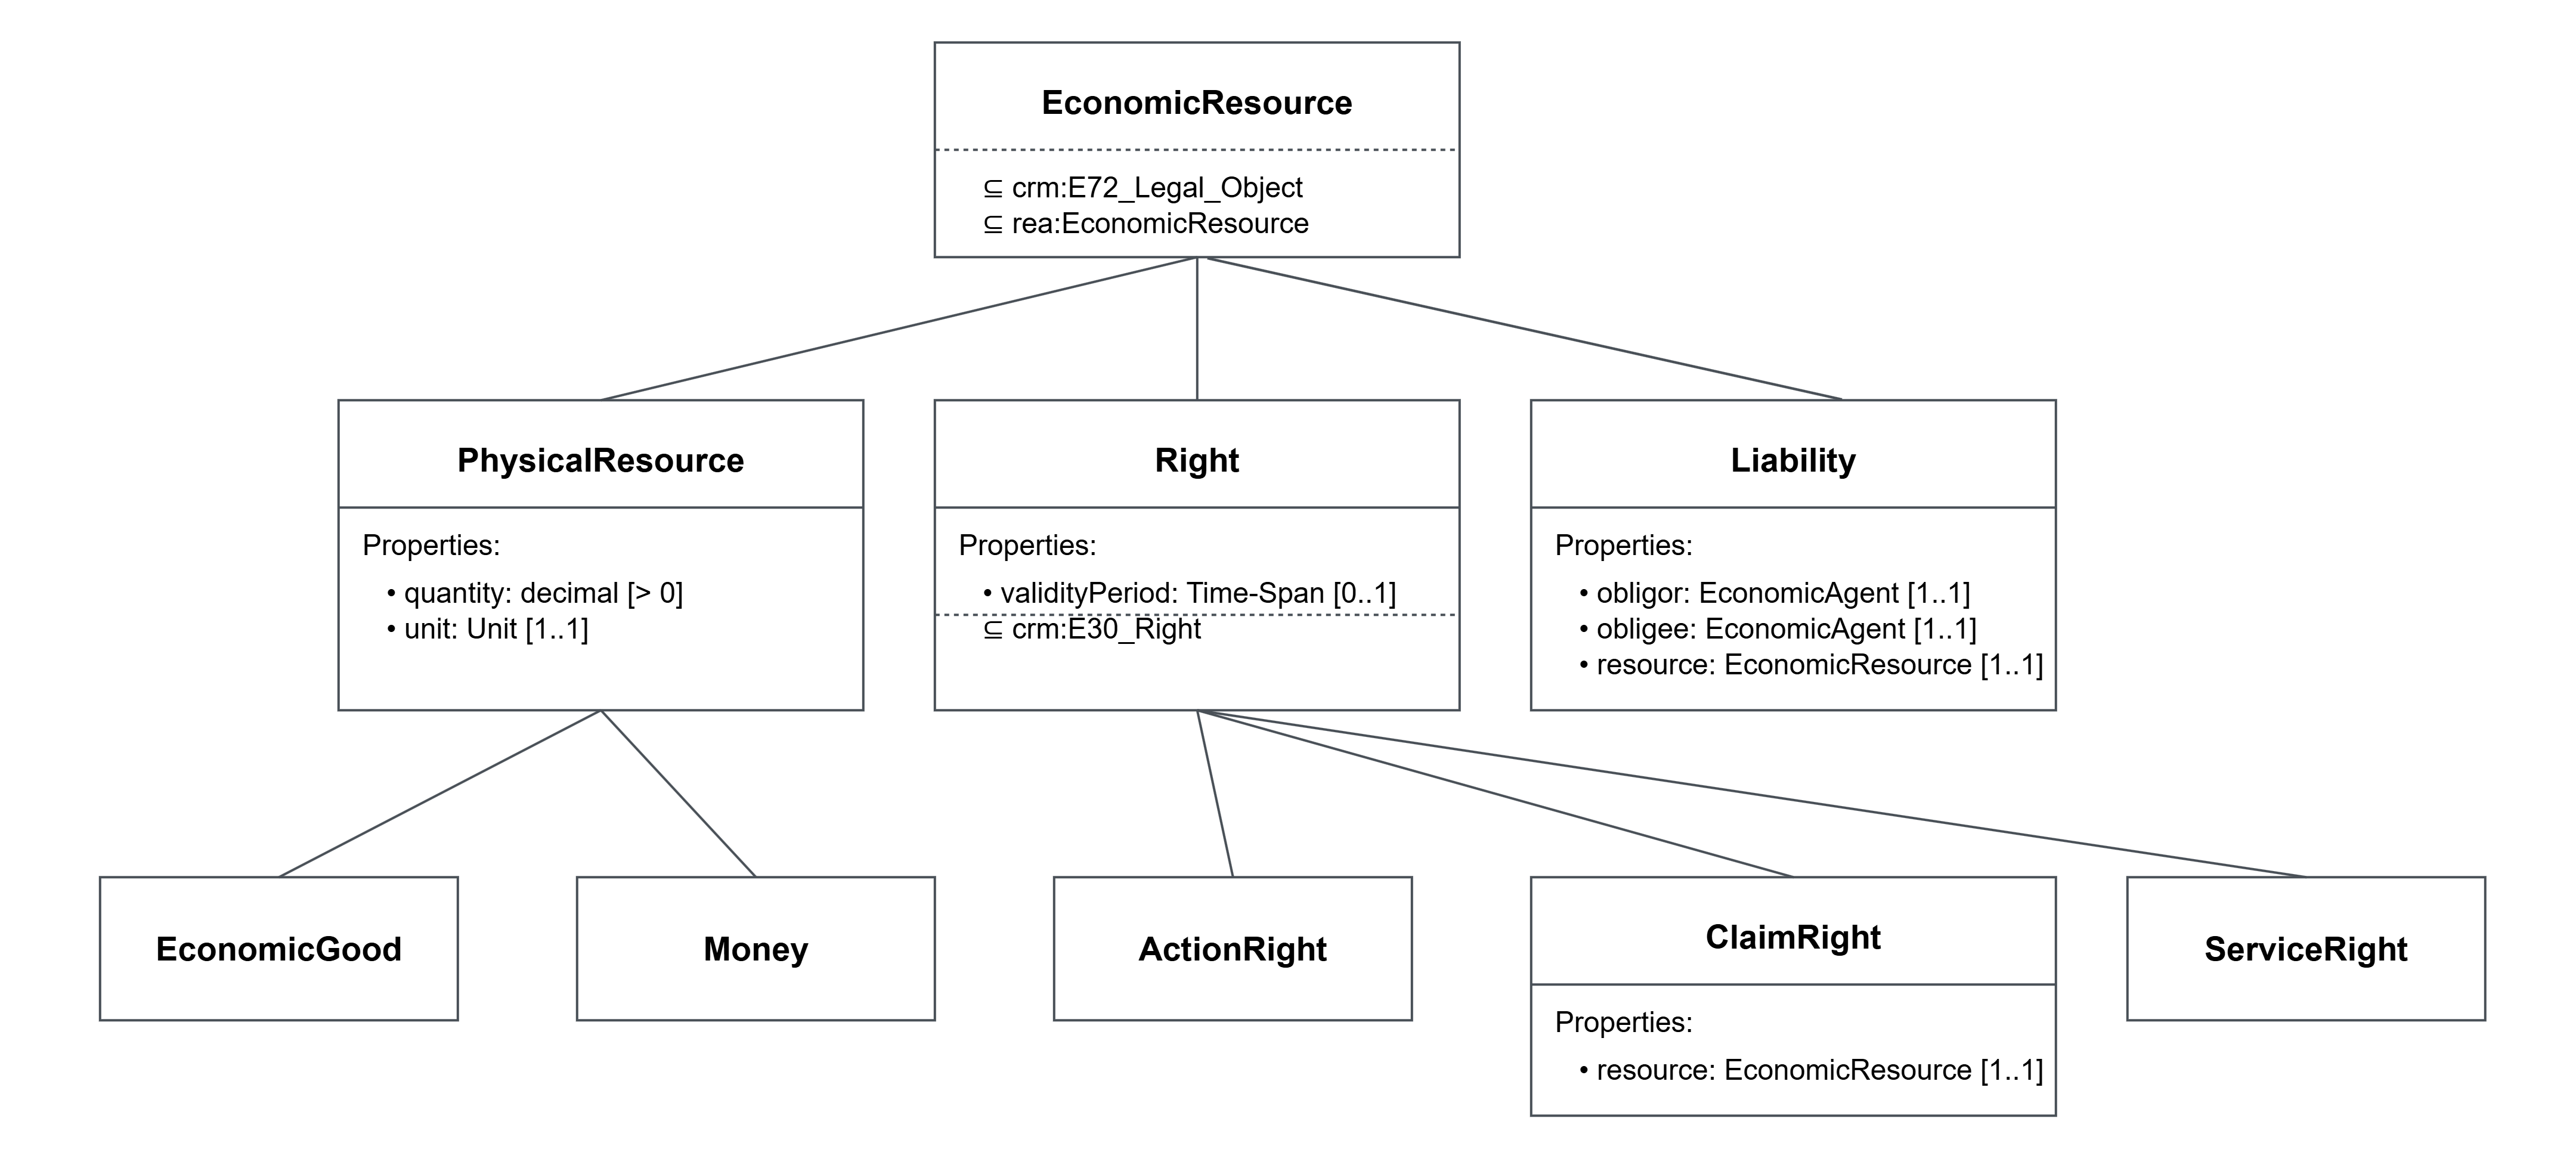 EconomicResource
⊆ crm:E72_Legal_Object
⊆ rea:EconomicResource
PhysicalResource
Properties:
• quantity: decimal [> 0]
• unit: Unit [1..1]
Right
Properties:
• validityPeriod: Time-Span [0..1]
⊆ crm:E30_Right
Liability
Properties:
• obligor: EconomicAgent [1..1]
• obligee: EconomicAgent [1..1]
• resource: EconomicResource [1..1]
EconomicGood
Money
ActionRight
ClaimRight
Properties:
• resource: EconomicResource [1..1]
ServiceRight